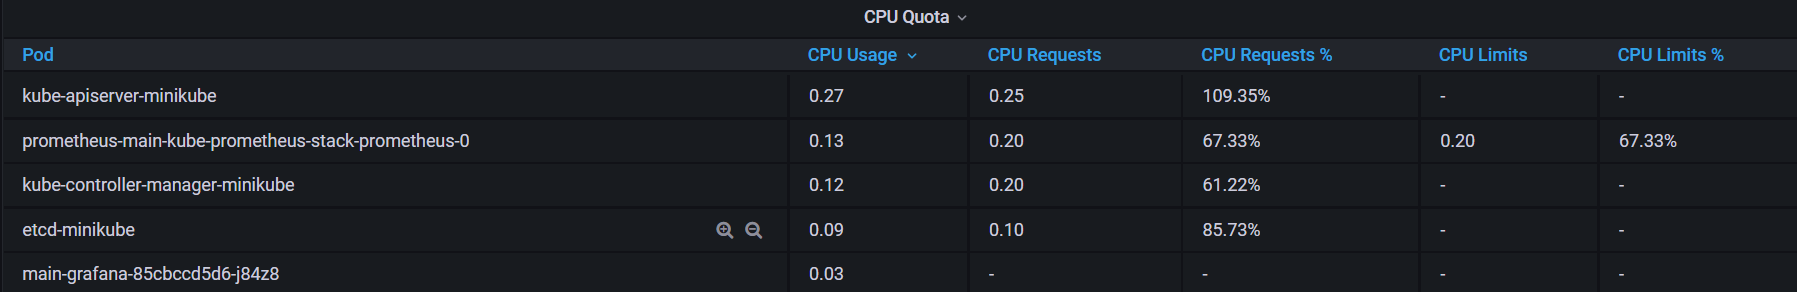 CPU Quota
Pod CPU Usage CPU Requests CPU Requests % CPU Limits CPU Limits %
kube-apiserver-minikube 0.27 0.25 109.35% - -
prometheus-main-kube-prometheus-stack-prometheus-0 0.13 0.20 67.33% 0.20 67.33%
kube-controller-manager-minikube 0.12 0.20 61.22% - -
etcd-minikube 0.09 0.10 85.73% - -
main-grafana-85cbccd5d6-j84z8 0.03 - - - -